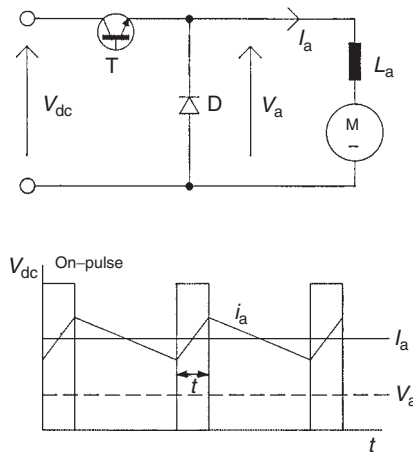 T
I_a
L_a
V_dc
D
V_a
M
V_dc
On–pulse
i_a
I_a
t
V_a
t